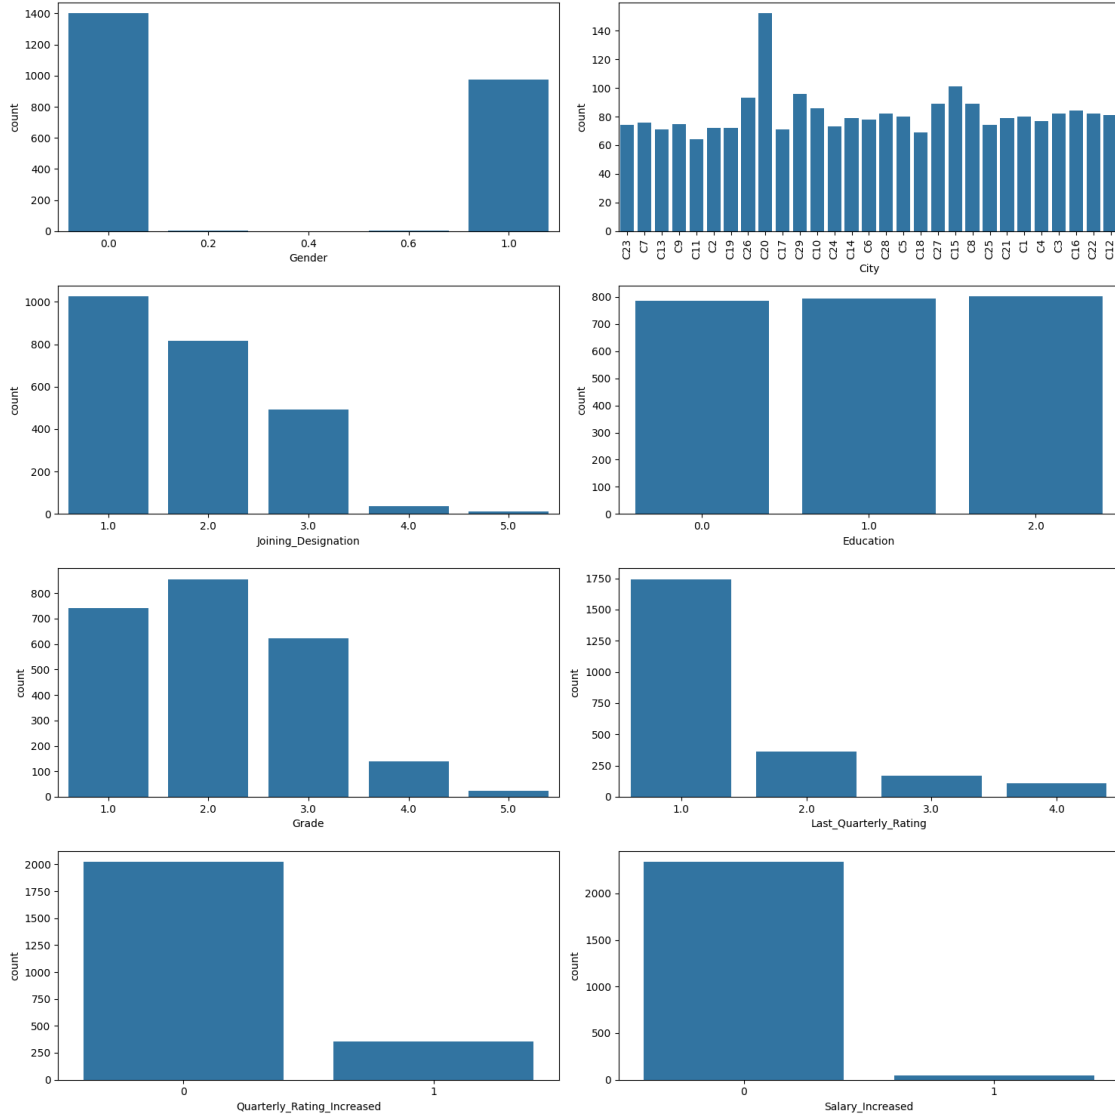 1400
1200
1000
800
600
400
200
0
count
0.0 0.2 0.4 0.6 1.0
Gender
140
120
100
80
60
40
20
0
count
C23 C7 C13 C9 C11 C2 C19 C26 C20 C17 C29 C10 C24 C14 C6 C28 C5 C18 C27 C15 C8 C25 C21 C1 C4 C3 C16 C22 C12
City
1000
800
600
400
200
0
count
1.0 2.0 3.0 4.0 5.0
Joining_Designation
800
700
600
500
400
300
200
100
0
count
0.0 1.0 2.0
Education
800
700
600
500
400
300
200
100
0
count
1.0 2.0 3.0 4.0 5.0
Grade
1750
1500
1250
1000
750
500
250
0
count
1.0 2.0 3.0 4.0
Last_Quarterly_Rating
2000
1750
1500
1250
1000
750
500
250
0
count
0 1
Quarterly_Rating_Increased
2000
1500
1000
500
0
count
0 1
Salary_Increased